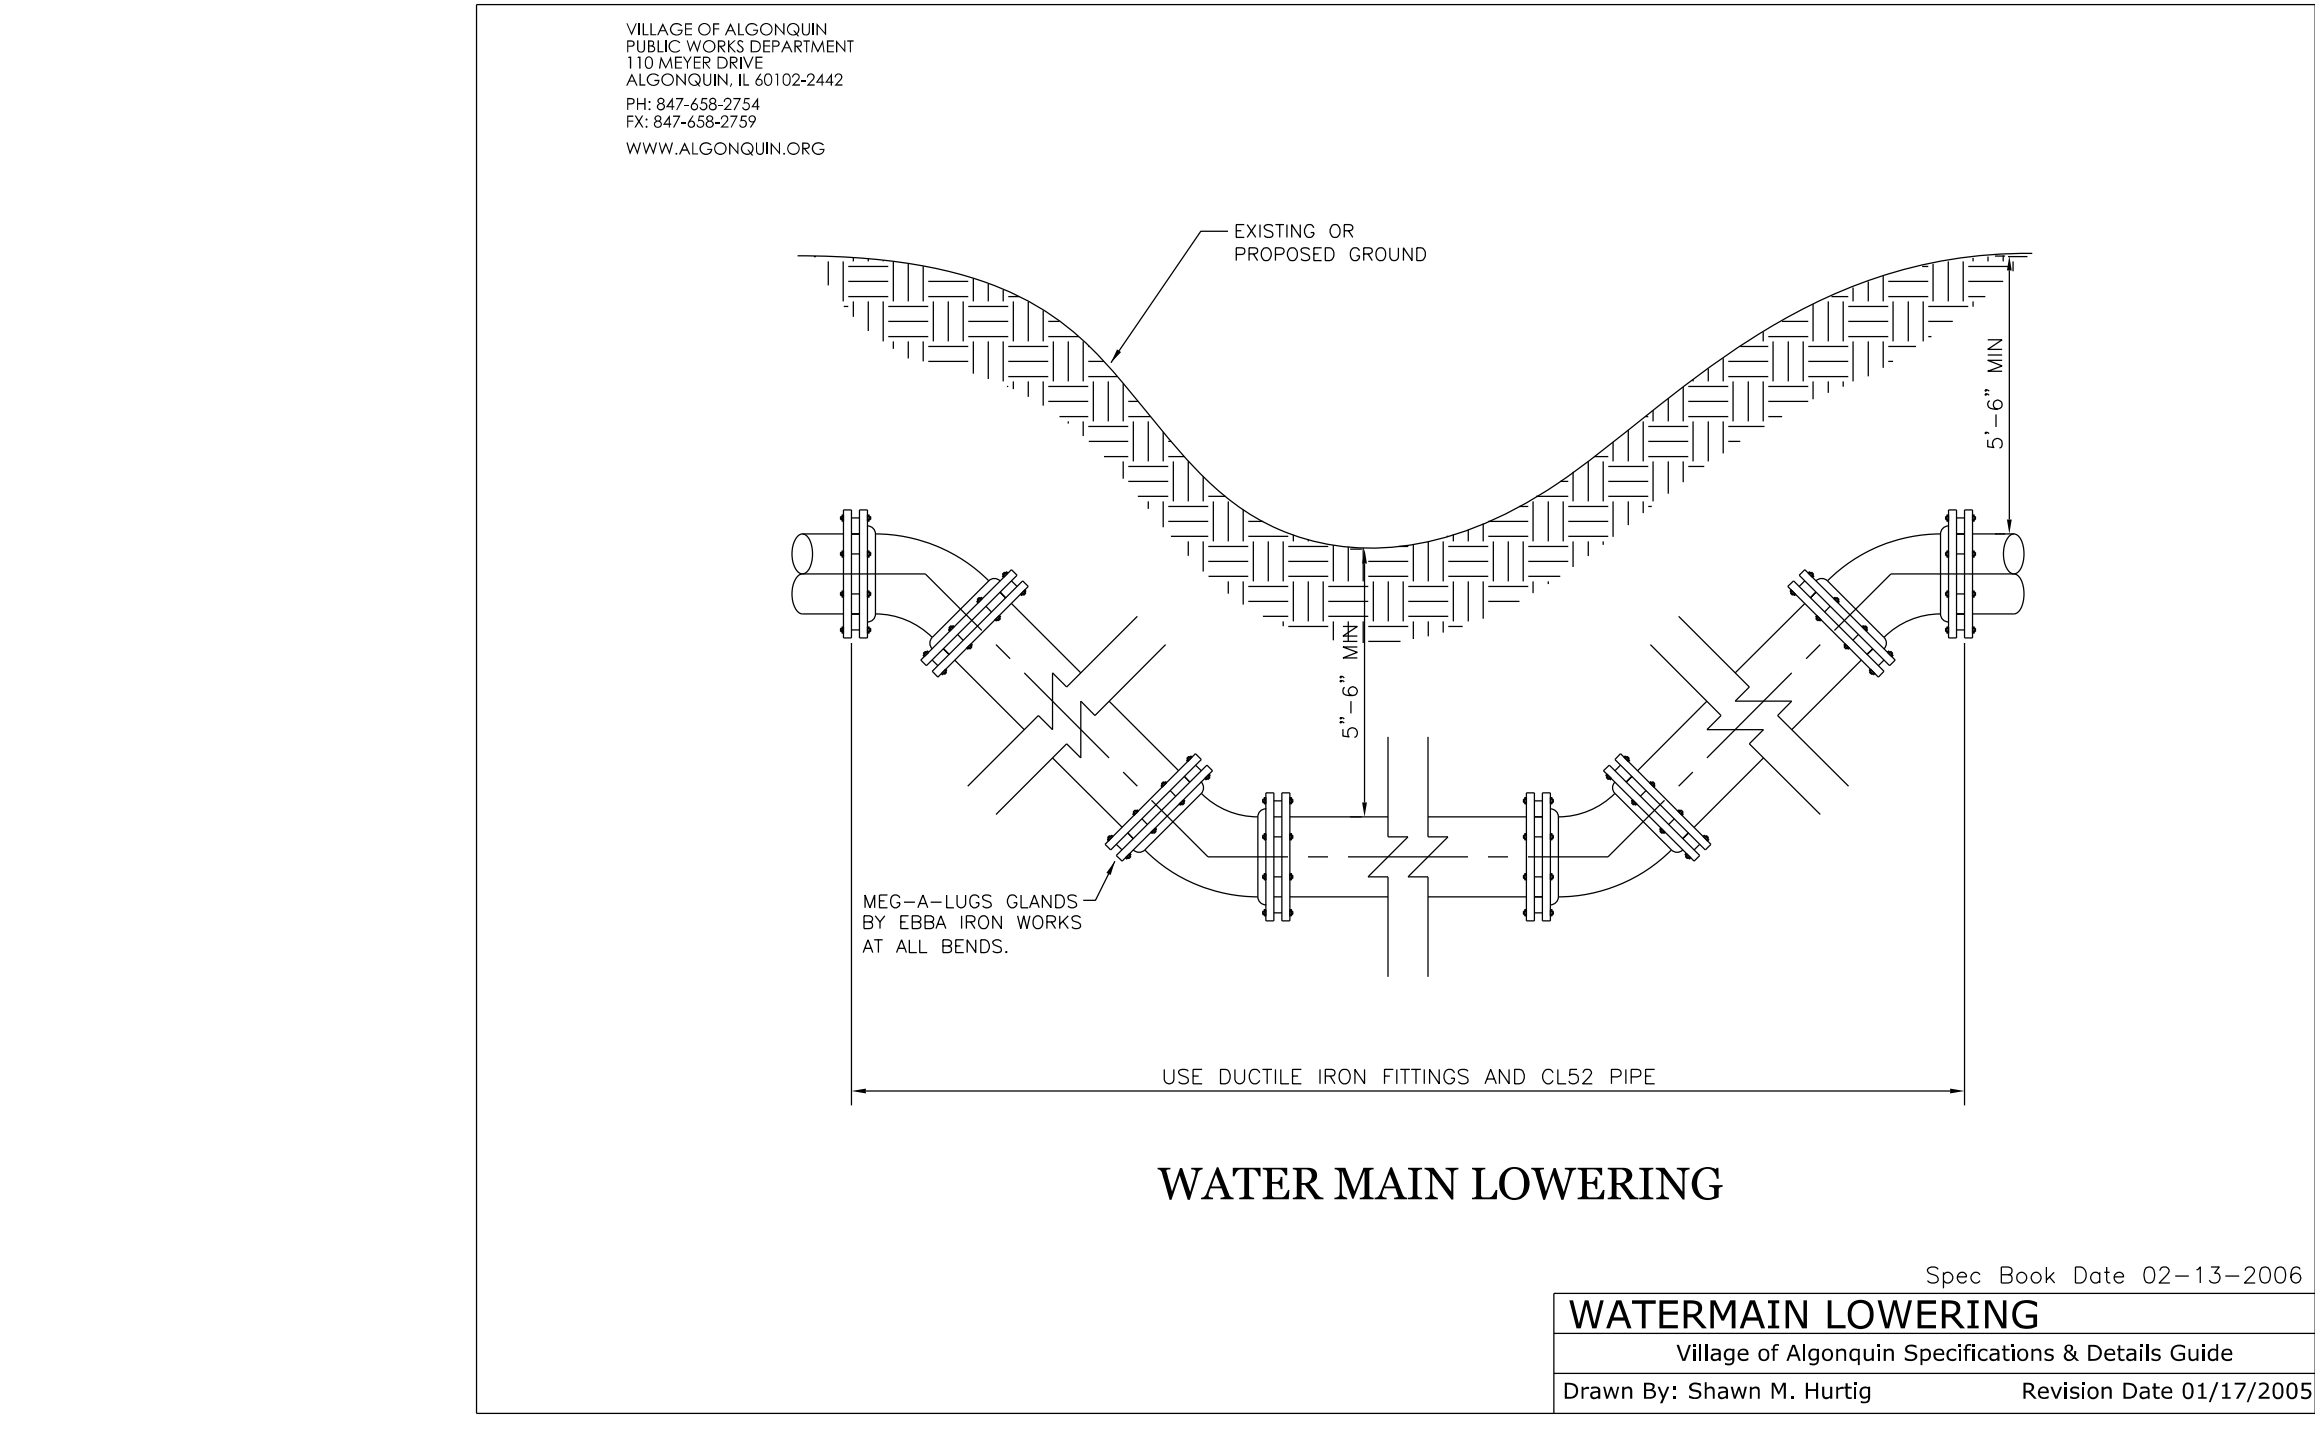 VILLAGE OF ALGONQUIN
PUBLIC WORKS DEPARTMENT
110 MEYER DRIVE
ALGONQUIN, IL 60102-2442
PH: 847-658-2754
FX: 847-658-2759
WWW.ALGONQUIN.ORG
EXISTING OR
PROPOSED GROUND
5'-6" MIN
5"-6" MIN
MEG-A-LUGS GLANDS
BY EBBA IRON WORKS
AT ALL BENDS.
USE DUCTILE IRON FITTINGS AND CL52 PIPE
WATER MAIN LOWERING
Spec Book Date 02-13-2006
WATERMAIN LOWERING
Village of Algonquin Specifications & Details Guide
Drawn By: Shawn M. Hurtig Revision Date 01/17/2005